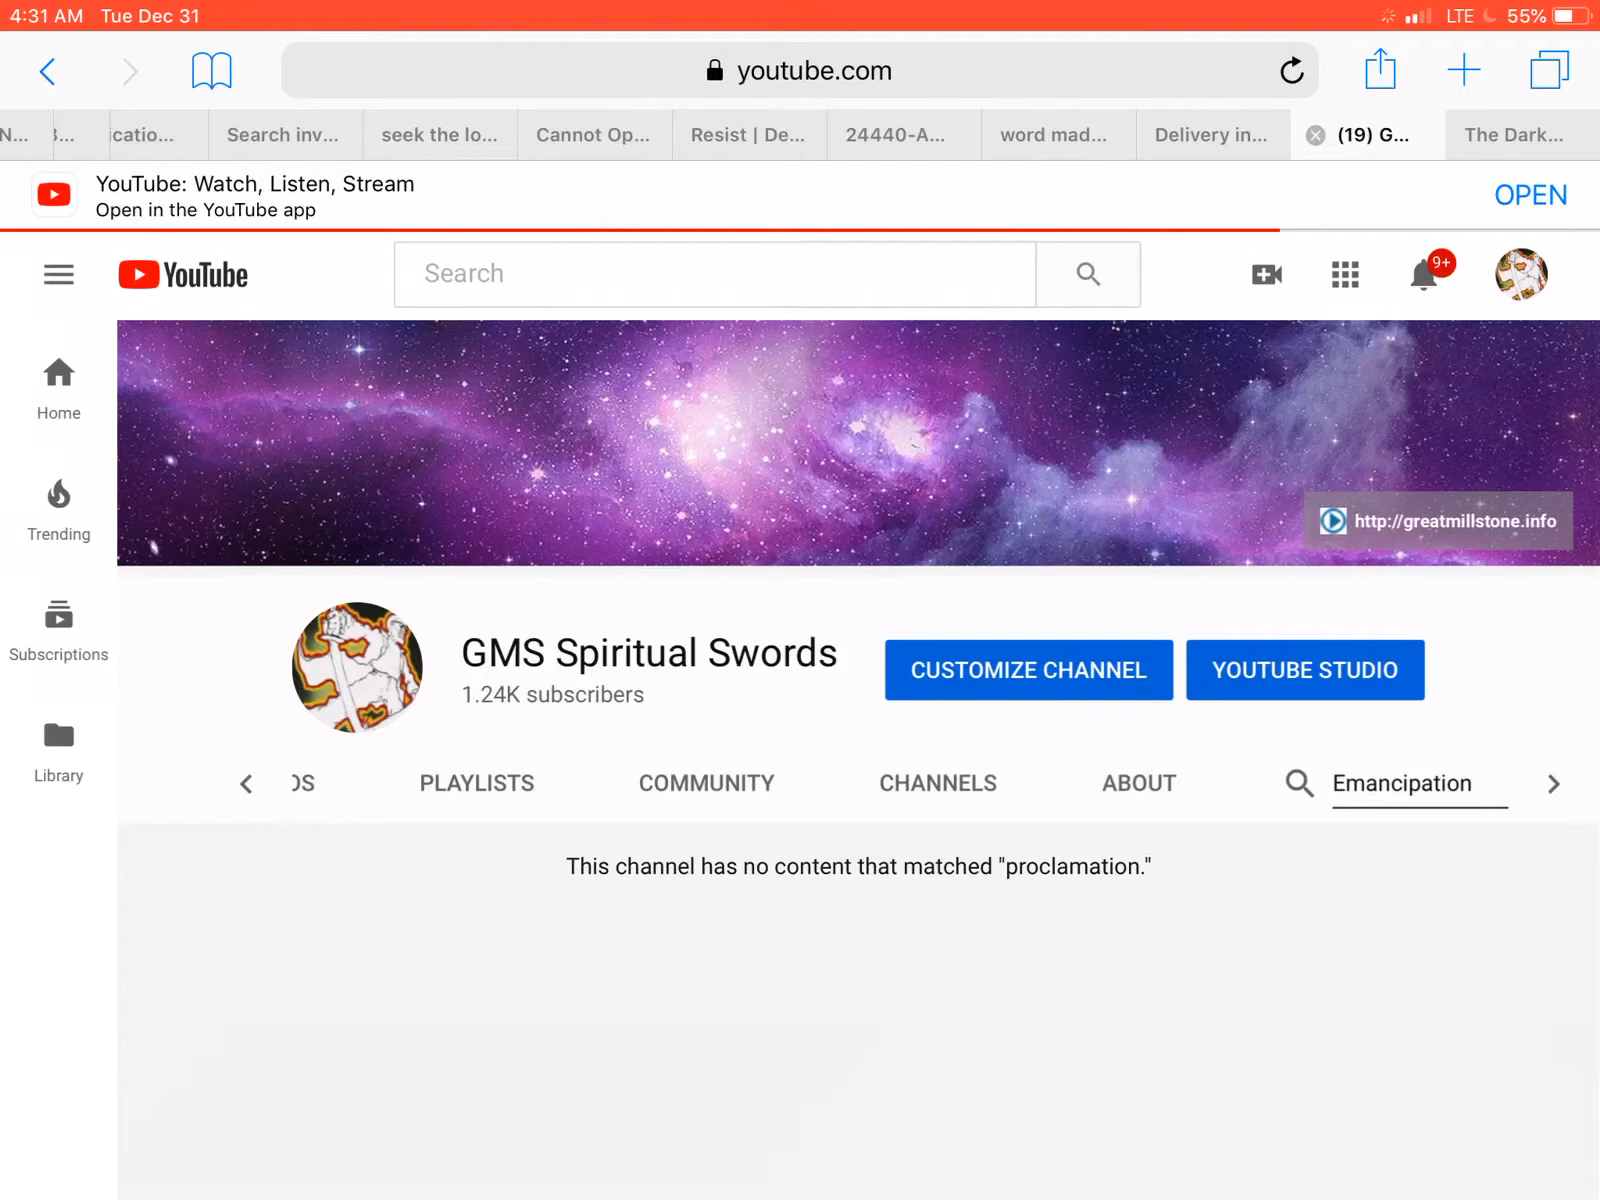 4:31 AM Tue Dec 31 LTE 55%
youtube.com
N... 3... icatio... Search inv... seek the lo... Cannot Op... Resist | De... 24440-A... word mad... Delivery in... (19) G... The Dark...
YouTube: Watch, Listen, Stream
Open in the YouTube app
OPEN
YouTube Search 9+
Home
Trending
Subscriptions
Library
http://greatmillstone.info
GMS Spiritual Swords
1.24K subscribers
CUSTOMIZE CHANNEL YOUTUBE STUDIO
OS PLAYLISTS COMMUNITY CHANNELS ABOUT Emancipation
This channel has no content that matched "proclamation."